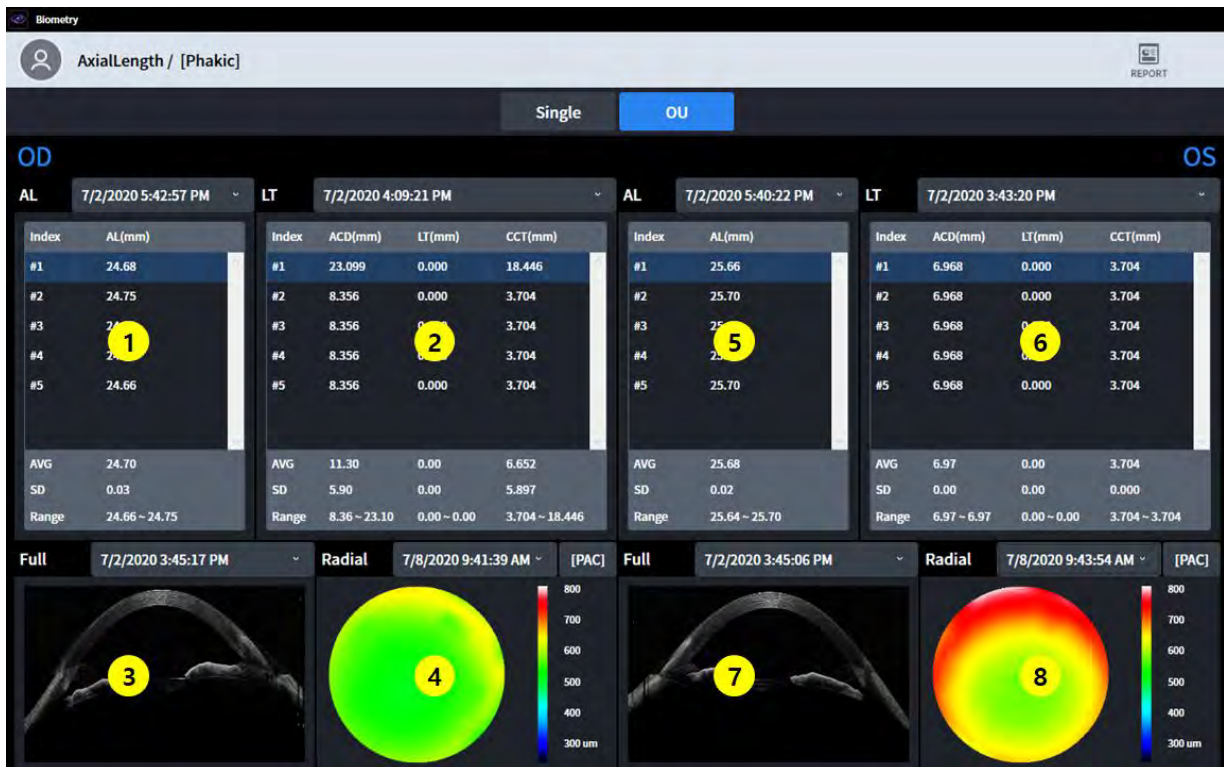 Biometry
AxialLength / [Phakic]
REPORT
Single OU
OD OS
AL 7/2/2020 5:42:57 PM LT 7/2/2020 4:09:21 PM AL 7/2/2020 5:40:22 PM LT 7/2/2020 3:43:20 PM
Index AL(mm) Index ACD(mm) LT(mm) CCT(mm) Index AL(mm) Index ACD(mm) LT(mm) CCT(mm)
#1 24.68 #1 23.099 0.000 18.446 #1 25.66 #1 6.968 0.000 3.704
#2 24.75 #2 8.356 0.000 3.704 #2 25.70 #2 6.968 0.000 3.704
#3 #3 8.356 3.704 #3 #3 6.968 3.704
1 2 5 6
#4 #4 8.356 3.704 #4 #4 6.968 3.704
#5 24.66 #5 8.356 0.000 3.704 #5 25.70 #5 6.968 0.000 3.704
AVG 24.70 AVG 11.30 0.00 6.652 AVG 25.68 AVG 6.97 0.00 3.704
SD 0.03 SD 5.90 0.00 5.897 SD 0.02 SD 0.00 0.00 0.000
Range 24.66 ~ 24.75 Range 8.36 ~ 23.10 0.00 ~ 0.00 3.704 ~ 18.446 Range 25.64 ~ 25.70 Range 6.97 ~ 6.97 0.00 ~ 0.00 3.704 ~ 3.704
Full 7/2/2020 3:45:17 PM Radial 7/8/2020 9:41:39 AM [PAC] Full 7/2/2020 3:45:06 PM Radial 7/8/2020 9:43:54 AM [PAC]
800 800
700 700
600 600
3 4 7 8
500 500
400 400
300 um 300 um